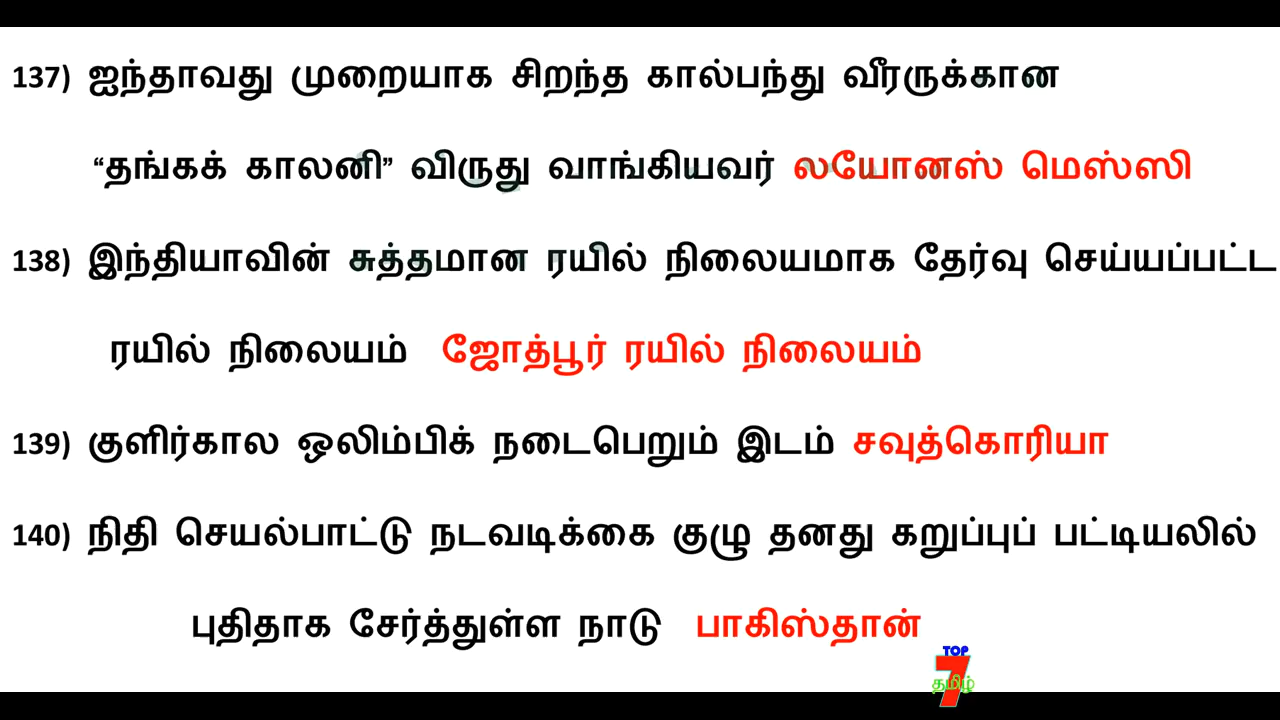 137) ஐந்தாவது முறையாக சிறந்த கால்பந்து வீரருக்கான
“தங்கக் காலனி” விருது வாங்கியவர் லயோனஸ் மெஸ்ஸி
138) இந்தியாவின் சுத்தமான ரயில் நிலையமாக தேர்வு செய்யப்பட்ட
ரயில் நிலையம் ஜோத்பூர் ரயில் நிலையம்
139) குளிர்கால ஒலிம்பிக் நடைபெறும் இடம் சவுத்கொரியா
140) நிதி செயல்பாட்டு நடவடிக்கை குழு தனது கறுப்புப் பட்டியலில்
புதிதாக சேர்த்துள்ள நாடு பாகிஸ்தான்
TOP
7
தமிழ்